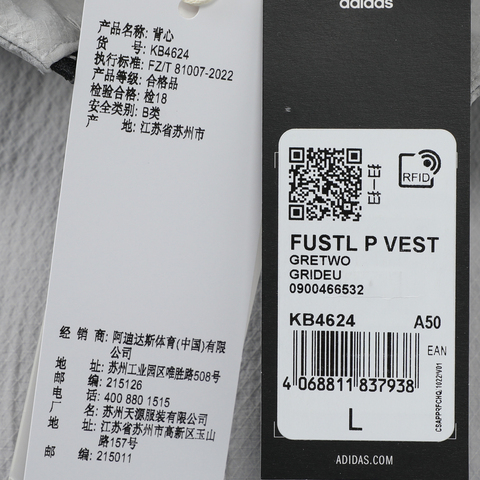 产品名称: 背心
货 号: KB4624
执行标准: FZ/T 81007-2022
产品等级: 合格品
检验合格: 检18
安全类别: B类
产 地: 江苏省苏州市
经 销 商: 阿迪达斯体育(中国)有限
公司
地 址: 苏州工业园区唯胜路508号
邮 编: 215126
电 话: 400 880 1515
厂 名: 苏州天源服装有限公司
地 址: 江苏省苏州市高新区玉山
路157号
邮 编: 215011
adidas
RFID
FUSTL P VEST
GRETWO
GRIDEU
0900466532
KB4624 A50
EAN
4 068811 837938
L
ADIDAS.COM